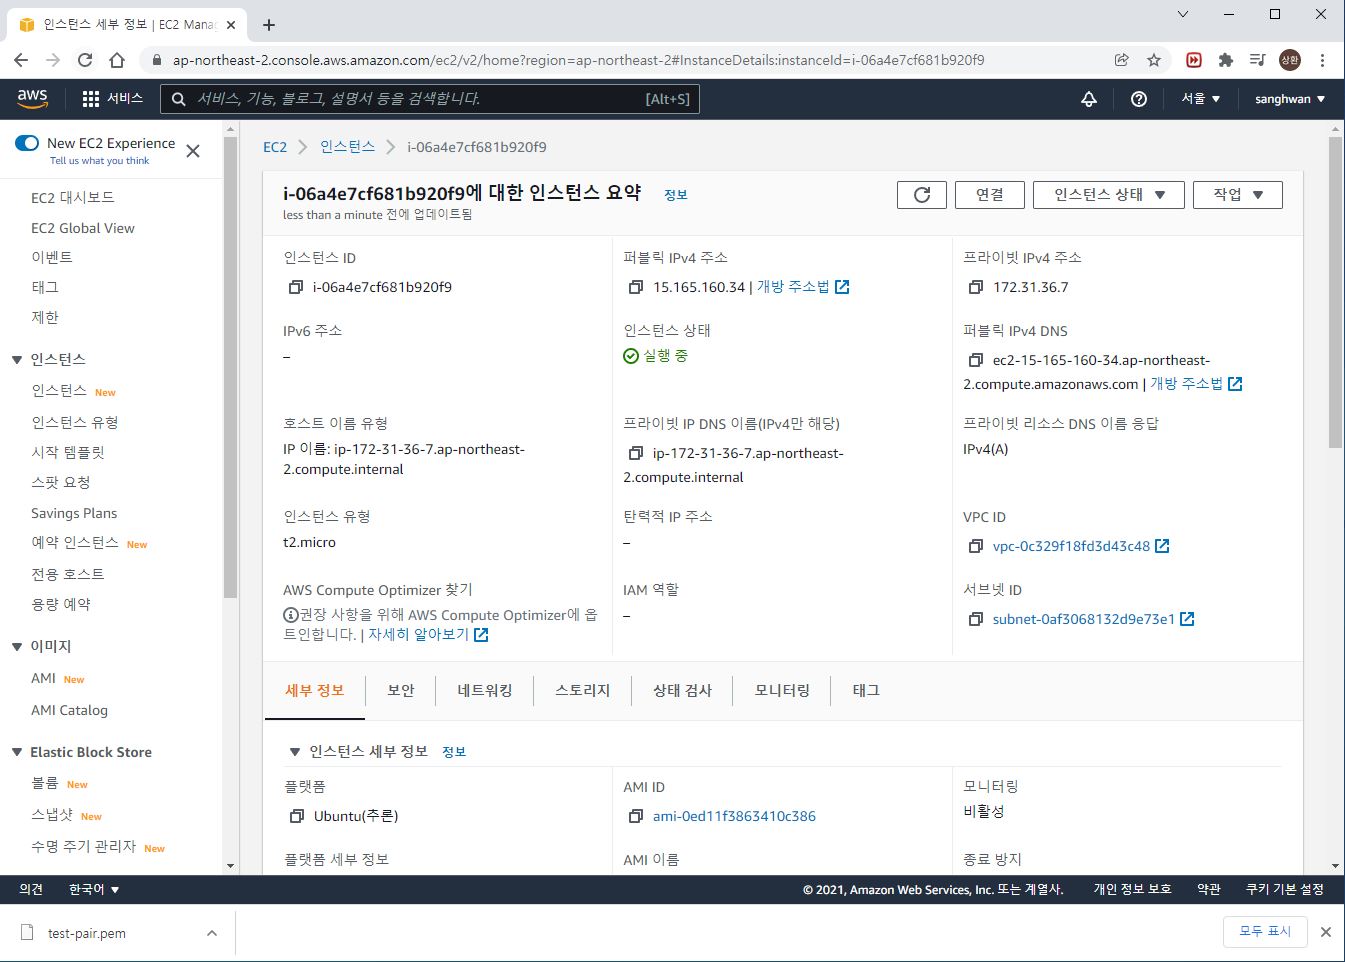 인스턴스 세부 정보 | EC2 Mana
ap-northeast-2.console.aws.amazon.com/ec2/v2/home?region=ap-northeast-2#InstanceDetails:instanceId=i-06a4e7cf681b920f9
상환
aws
서비스
서비스, 기능, 블로그, 설명서 등을 검색합니다.
[Alt+S]
서울 ▼
sanghwan ▼
New EC2 Experience
Tell us what you think
EC2 대시보드
EC2 Global View
이벤트
태그
제한
▼ 인스턴스
인스턴스 New
인스턴스 유형
시작 템플릿
스팟 요청
Savings Plans
예약 인스턴스 New
전용 호스트
용량 예약
▼ 이미지
AMI New
AMI Catalog
▼ Elastic Block Store
볼륨 New
스냅샷 New
수명 주기 관리자 New
EC2 > 인스턴스 > i-06a4e7cf681b920f9
i-06a4e7cf681b920f9에 대한 인스턴스 요약 정보
less than a minute 전에 업데이트됨
연결
인스턴스 상태 ▼
작업 ▼
인스턴스 ID
i-06a4e7cf681b920f9
퍼블릭 IPv4 주소
15.165.160.34 | 개방 주소법
프라이빗 IPv4 주소
172.31.36.7
IPv6 주소
–
인스턴스 상태
실행 중
퍼블릭 IPv4 DNS
ec2-15-165-160-34.ap-northeast-
2.compute.amazonaws.com | 개방 주소법
호스트 이름 유형
IP 이름: ip-172-31-36-7.ap-northeast-
2.compute.internal
프라이빗 IP DNS 이름(IPv4만 해당)
ip-172-31-36-7.ap-northeast-
2.compute.internal
프라이빗 리소스 DNS 이름 응답
IPv4(A)
인스턴스 유형
t2.micro
탄력적 IP 주소
–
VPC ID
vpc-0c329f18fd3d43c48
AWS Compute Optimizer 찾기
권장 사항을 위해 AWS Compute Optimizer에 옵
트인합니다. | 자세히 알아보기
IAM 역할
–
서브넷 ID
subnet-0af3068132d9e73e1
세부 정보
보안
네트워킹
스토리지
상태 검사
모니터링
태그
▼ 인스턴스 세부 정보 정보
플랫폼
Ubuntu(추론)
AMI ID
ami-0ed11f3863410c386
모니터링
비활성
플랫폼 세부 정보
AMI 이름
종료 방지
의견
한국어 ▼
© 2021, Amazon Web Services, Inc. 또는 계열사.
개인 정보 보호
약관
쿠키 기본 설정
test-pair.pem
모두 표시